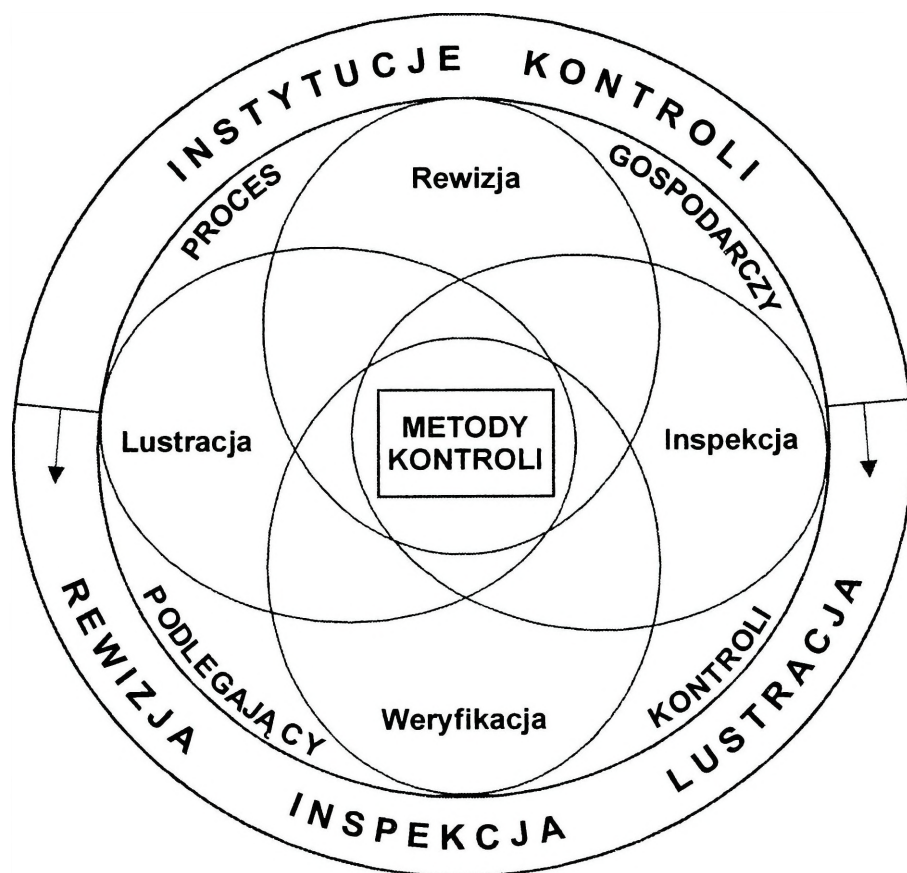 INSTYTUCJE KONTROLI
PROCES
GOSPODARCZY
Rewizja
Lustracja
METODY
KONTROLI
Inspekcja
Weryfikacja
PODLEGAJĄCY
KONTROLI
REWIZJA
INSPEKCJA
LUSTRACJA